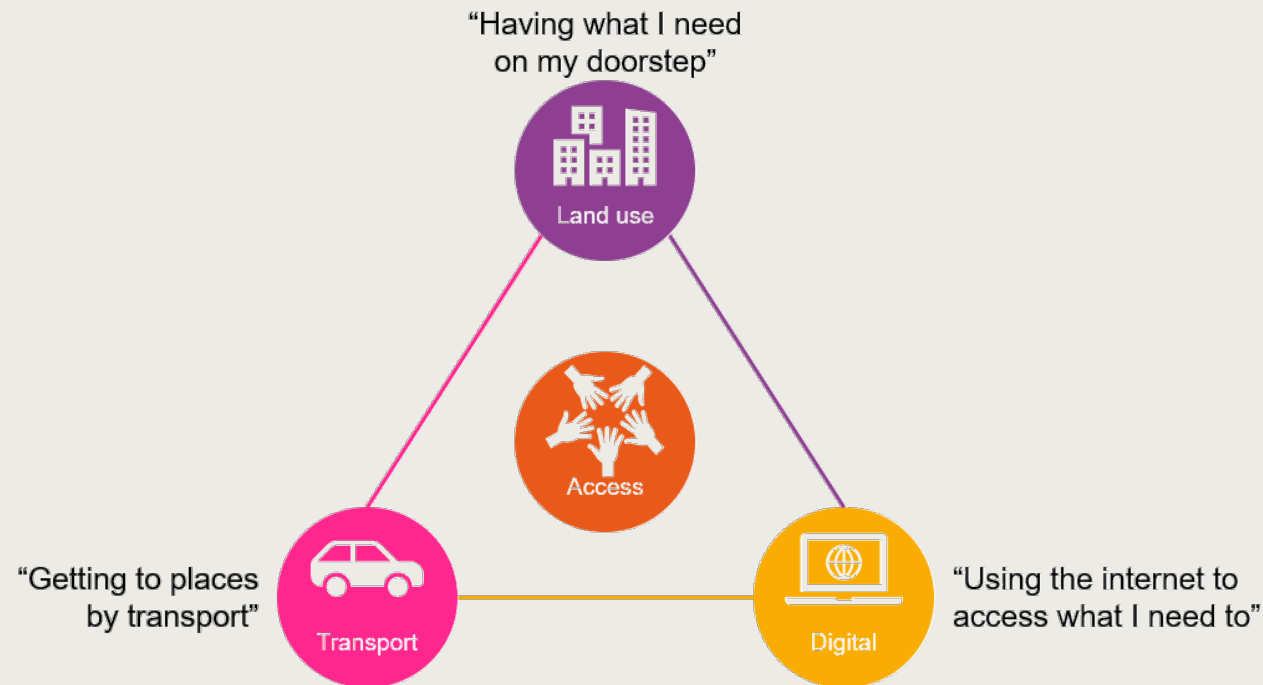 “Having what I need
on my doorstep”
Land use
Access
“Getting to places
by transport”
Transport
Digital
“Using the internet to
access what I need to”